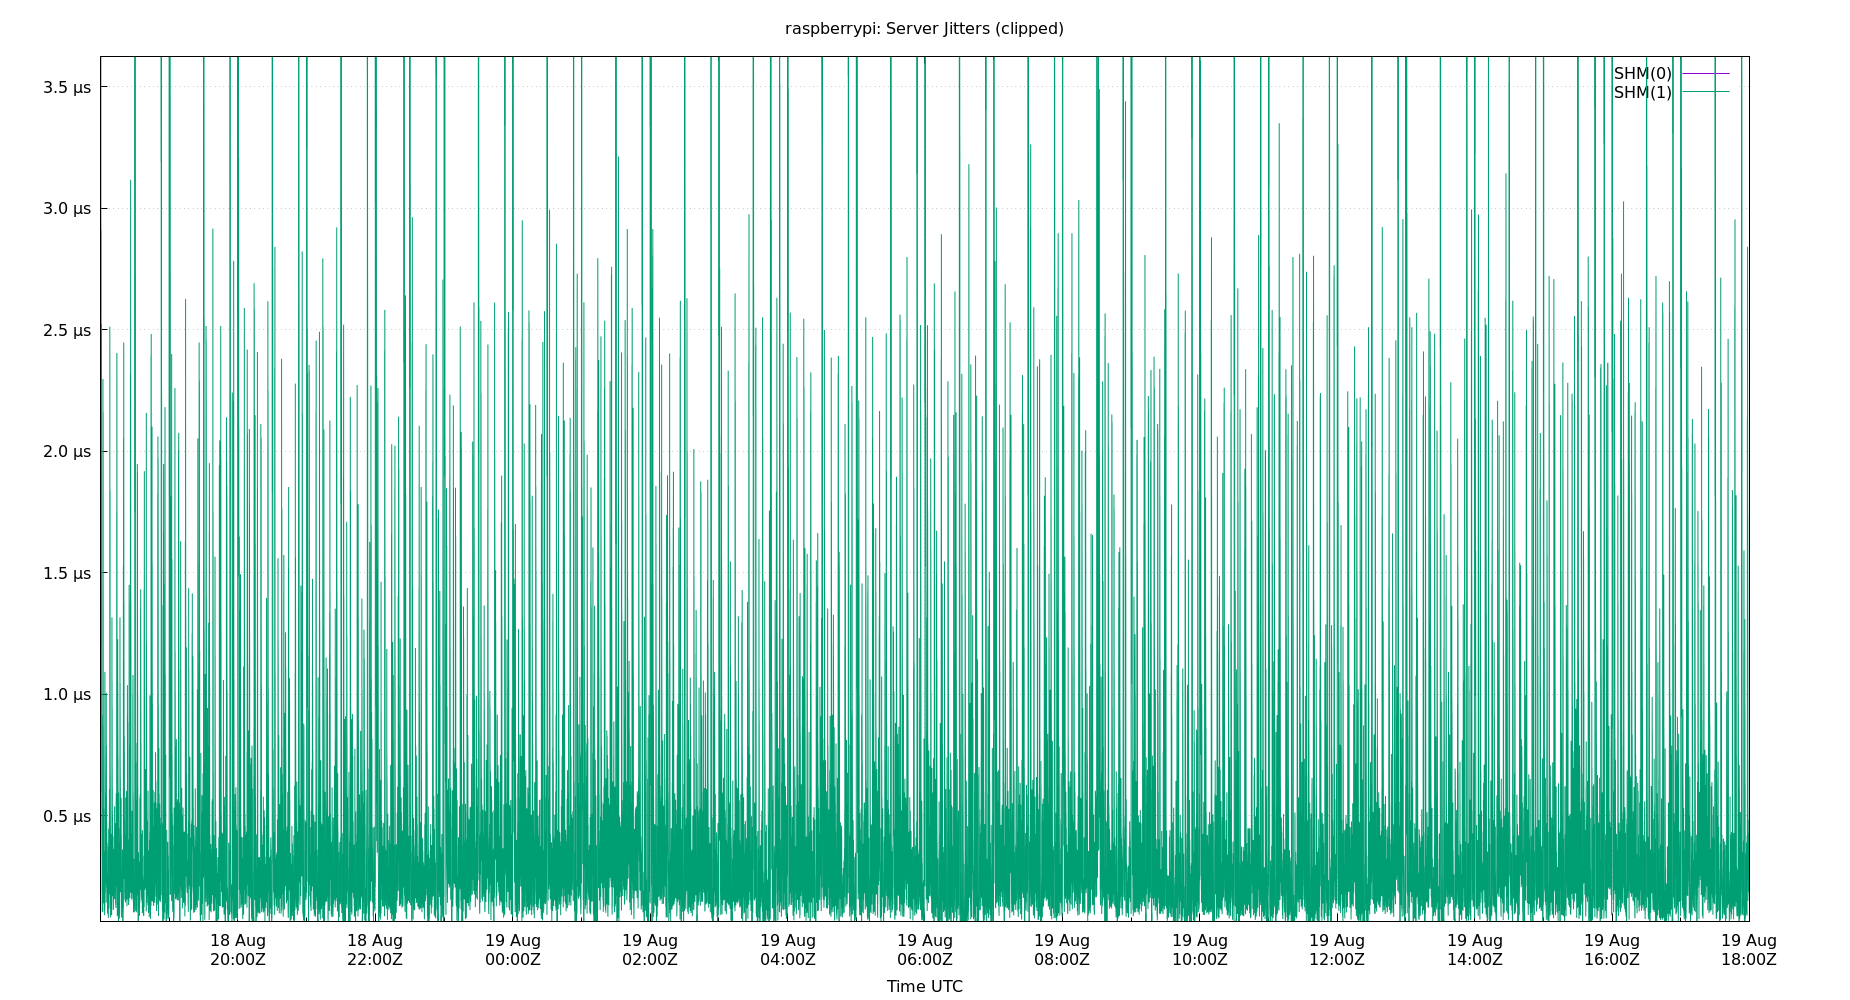 raspberrypi: Server Jitters (clipped)
SHM(0)
SHM(1)
3.5 µs
3.0 µs
2.5 µs
2.0 µs
1.5 µs
1.0 µs
0.5 µs
18 Aug 18 Aug 19 Aug 19 Aug 19 Aug 19 Aug 19 Aug 19 Aug 19 Aug 19 Aug 19 Aug 19 Aug
20:00Z 22:00Z 00:00Z 02:00Z 04:00Z 06:00Z 08:00Z 10:00Z 12:00Z 14:00Z 16:00Z 18:00Z
Time UTC